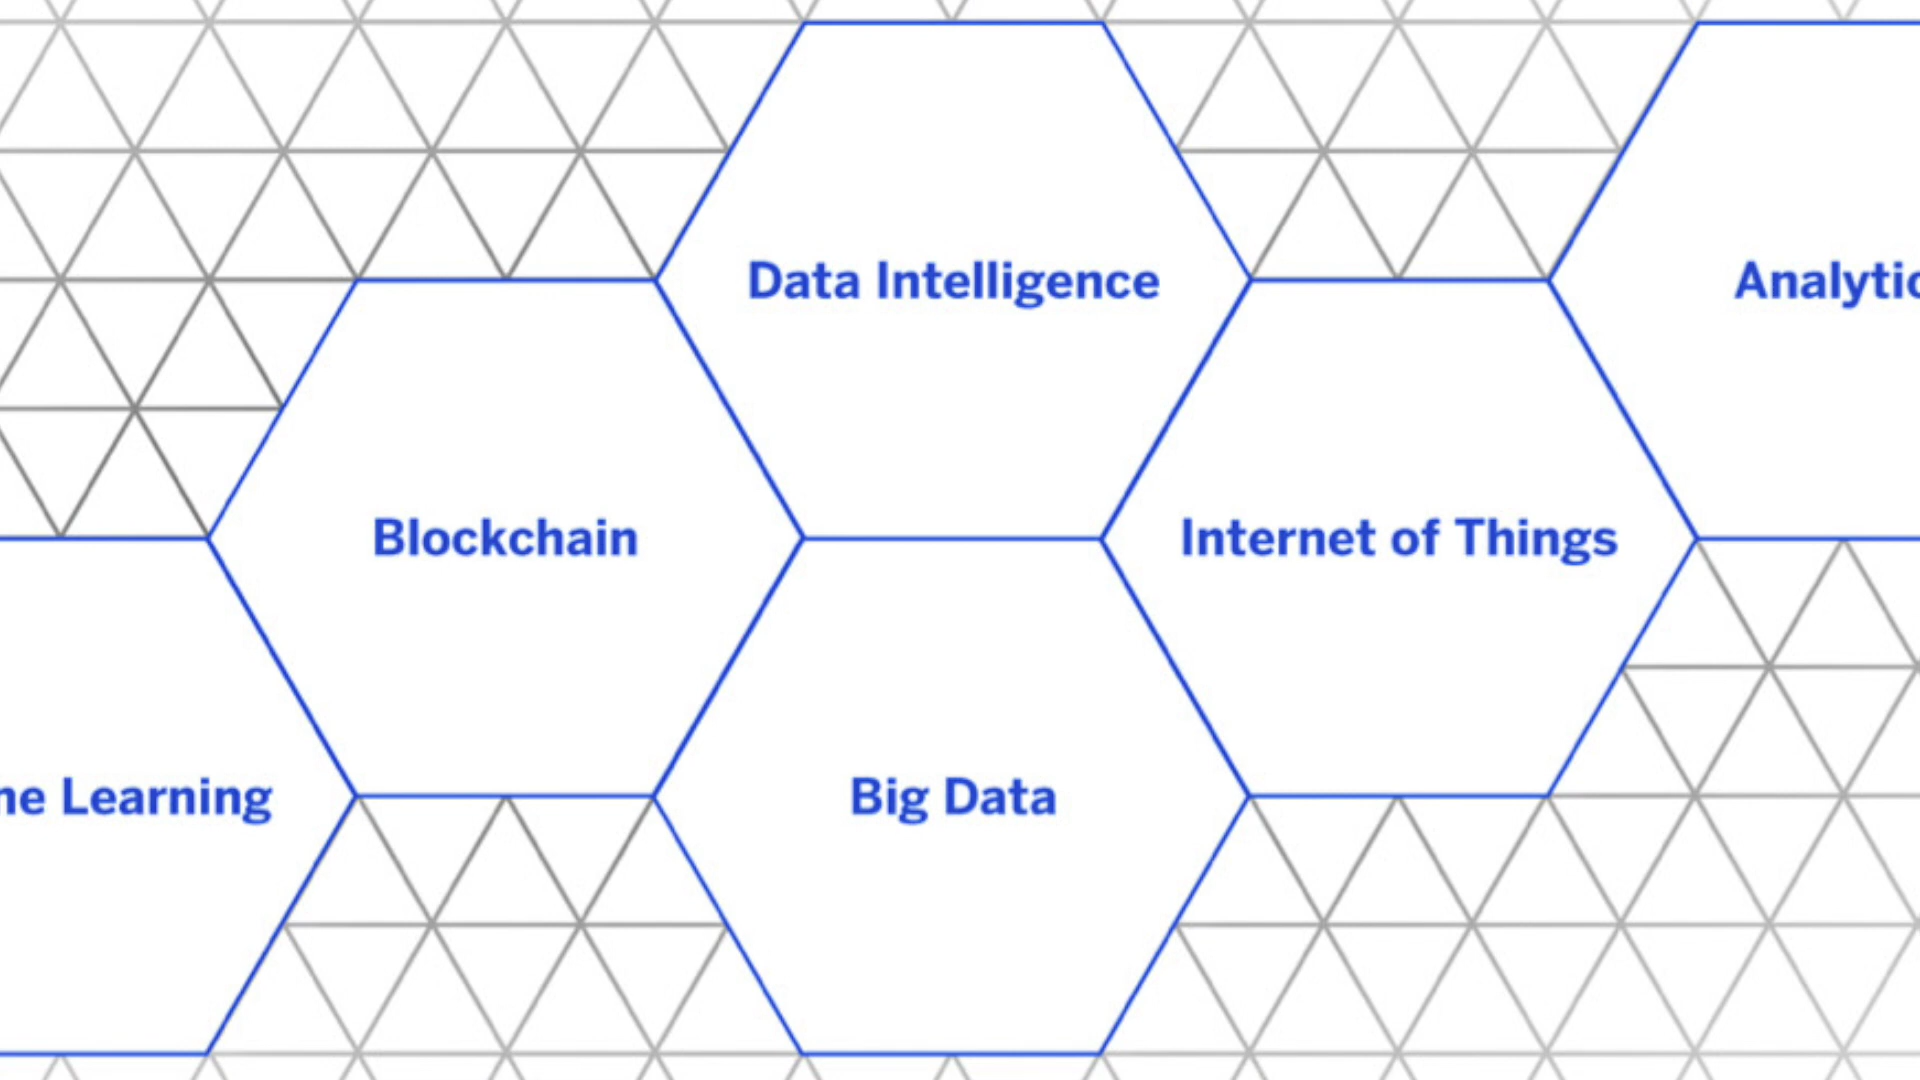 Data Intelligence
Analytic
Blockchain
Internet of Things
ne Learning
Big Data